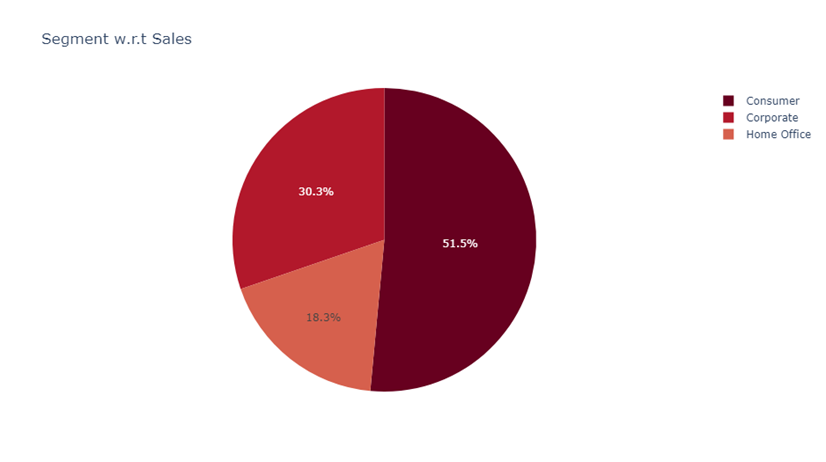 Segment w.r.t Sales
Consumer
Corporate
Home Office
30.3%
51.5%
18.3%